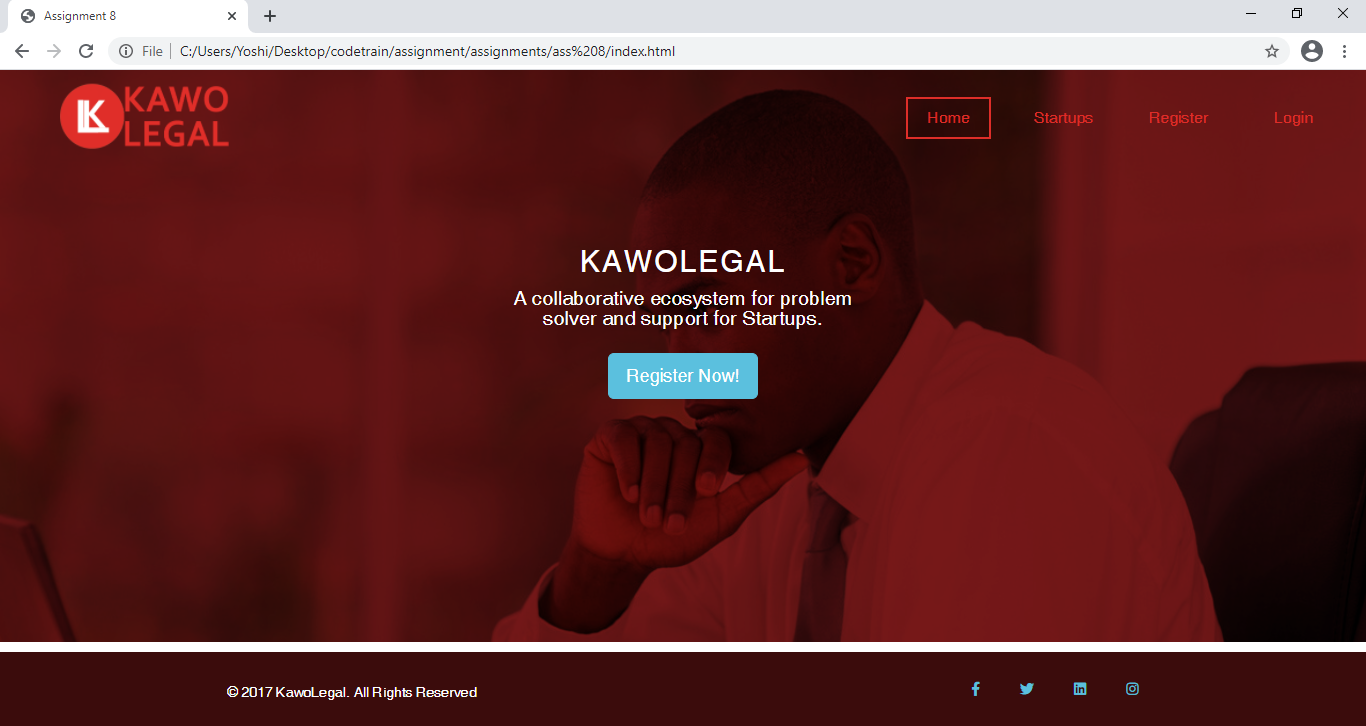 Assignment 8
File C:/Users/Yoshi/Desktop/codetrain/assignment/assignments/ass%208/index.html
KAWO
LEGAL
Home Startups Register Login
KAWOLEGAL
A collaborative ecosystem for problem
solver and support for Startups.
Register Now!
© 2017 KawoLegal. All Rights Reserved